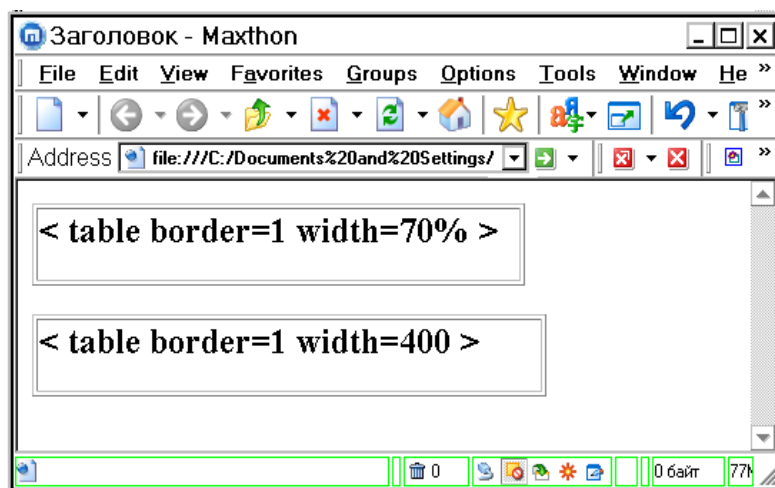 Заголовок - Maxthon
File Edit View Favorites Groups Options Tools Window He »
»
Address file:///C:/Documents%20and%20Settings/ »
< table border=1 width=70% >
< table border=1 width=400 >
0 0 байт 77M